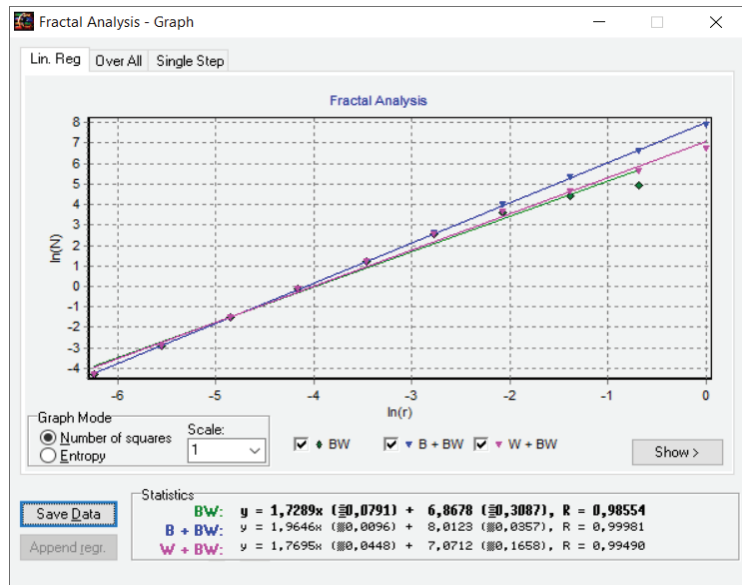 Fractal Analysis - Graph
Lin. Reg Over All Single Step
Fractal Analysis
ln(N)
8
7
6
5
4
3
2
1
0
-1
-2
-3
-4
-6 -5 -4 -3 -2 -1 0
ln(r)
Graph Mode
Number of squares
Entropy
Scale:
1
BW B + BW W + BW
Show >
Save Data
Append regr.
Statistics
BW: y = 1,7289x (▒0,0791) + 6,8678 (▒0,3087), R = 0,98554
B + BW: y = 1,9646x (▒0,0096) + 8,0123 (▒0,0357), R = 0,99981
W + BW: y = 1,7695x (▒0,0448) + 7,0712 (▒0,1658), R = 0,99490